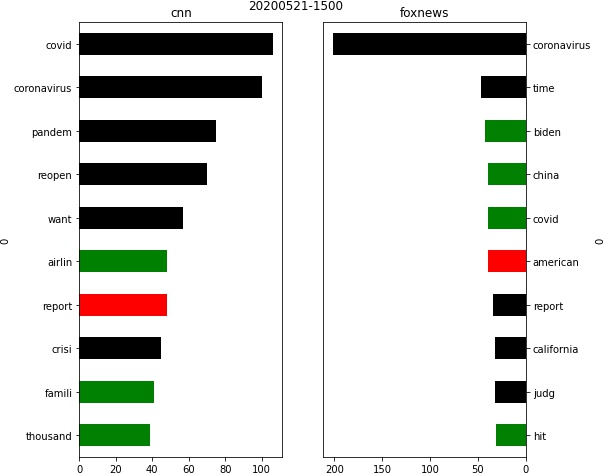 20200521-1500
cnn
foxnews
covid
coronavirus
pandem
reopen
want
airlin
report
crisi
famili
thousand
0 20 40 60 80 100
0
coronavirus
time
biden
china
covid
american
report
california
judg
hit
200 150 100 50 0
0